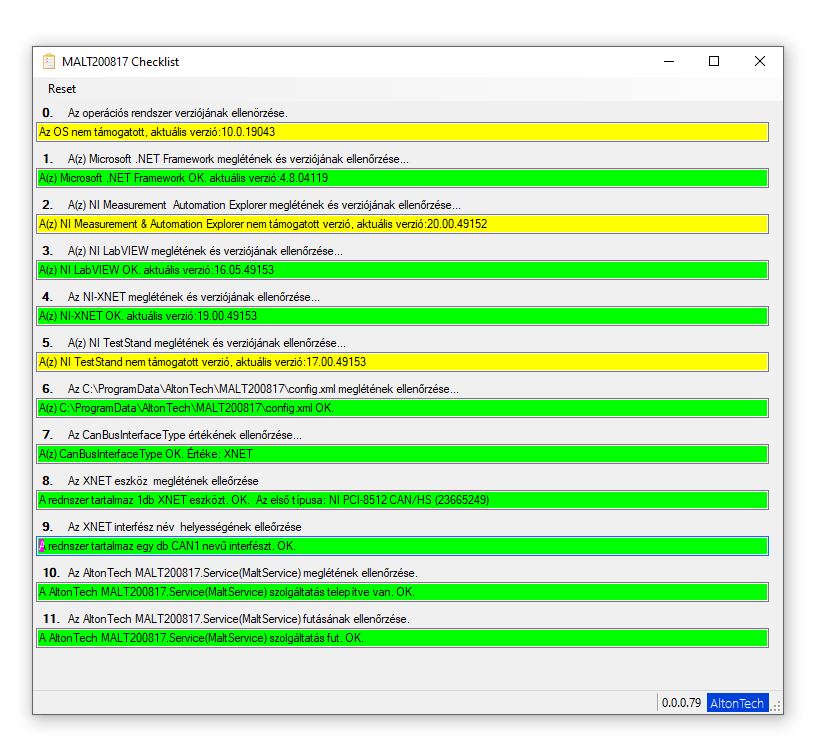 MALT200817 Checklist
Reset
0. Az operációs rendszer verziójának ellenörzése.
Az OS nem támogatott, aktuális verzió:10.0.19043
1. A(z) Microsoft .NET Framework meglétének és verziójának ellenőrzése...
A(z) Microsoft .NET Framework OK. aktuális verzió:4.8.04119
2. A(z) NI Measurement  Automation Explorer meglétének és verziójának ellenőrzése...
A(z) NI Measurement & Automation Explorer nem támogatott verzió, aktuális verzió:20.00.49152
3. A(z) NI LabVIEW meglétének és verziójának ellenőrzése...
A(z) NI LabVIEW OK. aktuális verzió:16.05.49153
4. Az NI-XNET meglétének és verziójának ellenőrzése...
A(z) NI-XNET OK. aktuális verzió:19.00.49153
5. A(z) NI TestStand meglétének és verziójának ellenőrzése...
A(z) NI TestStand nem támogatott verzió, aktuális verzió:17.00.49153
6. Az C:\ProgramData\AltonTech\MALT200817\config.xml meglétének ellenőrzése...
A(z) C:\ProgramData\AltonTech\MALT200817\config.xml OK.
7. Az CanBusInterfaceType értékének ellenőrzése...
A(z) CanBusInterfaceType OK. Értéke: XNET
8. Az XNET eszköz  meglétének elleőrzése
A rednszer tartalmaz 1db XNET eszközt. OK.  Az első típusa: NI PCI-8512 CAN/HS (23665249)
9. Az XNET interfész név  helyességének elleőrzése
A rednszer tartalmaz egy db CAN1 nevű interfészt. OK.
10. Az AltonTech MALT200817.Service(MaltService) meglétének ellenőrzése.
A AltonTech MALT200817.Service(MaltService) szolgáltatás telepítve van. OK.
11. Az AltonTech MALT200817.Service(MaltService) futásának ellenőrzése.
A AltonTech MALT200817.Service(MaltService) szolgáltatás fut. OK.
0.0.0.79 AltonTech